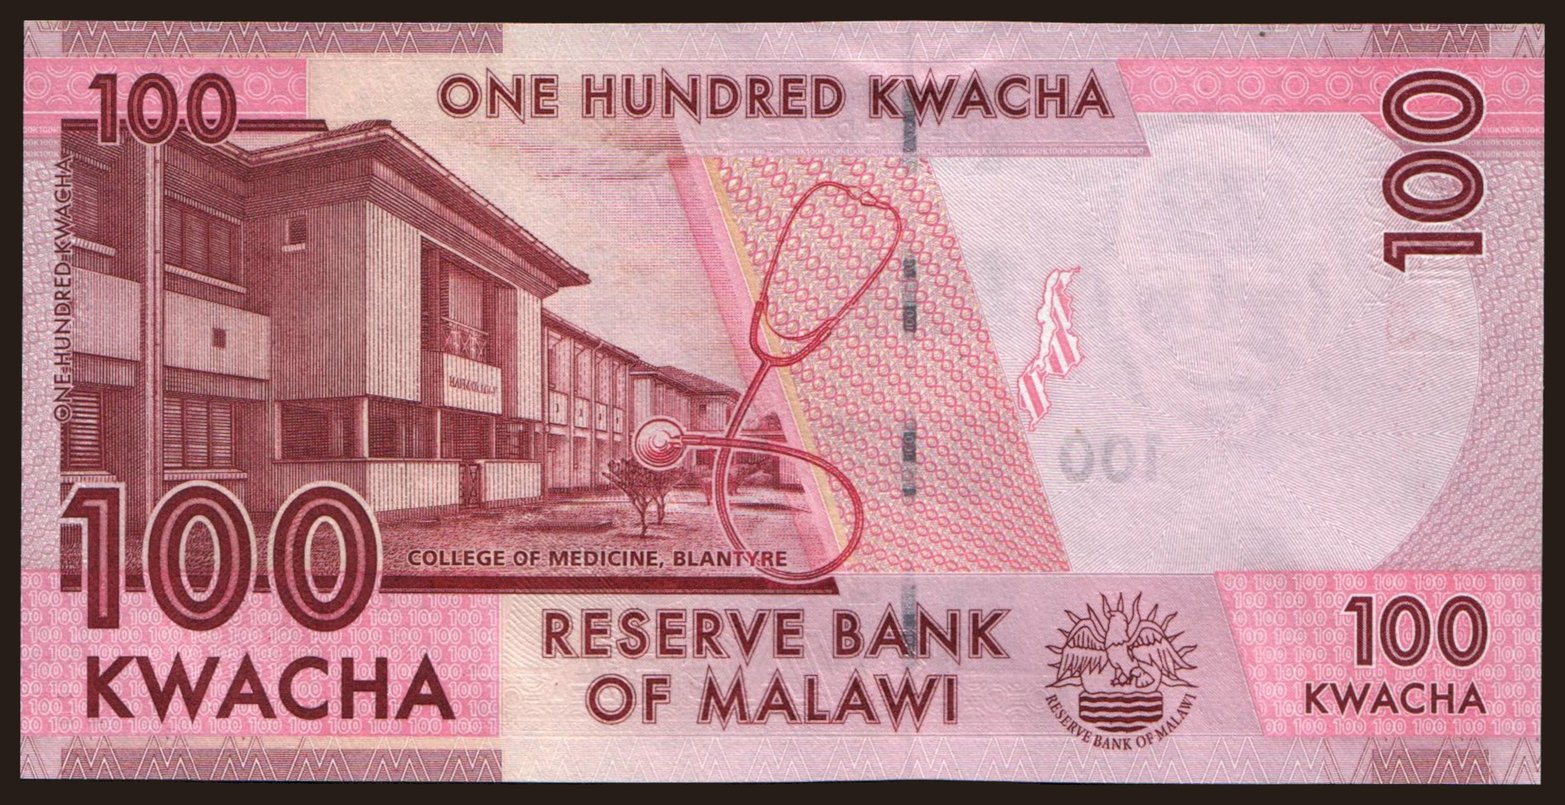 100
ONE HUNDRED KWACHA
100
ONE HUNDRED KWACHA
100
COLLEGE OF MEDICINE, BLANTYRE
100
KWACHA
RESERVE BANK
OF MALAWI
RESERVE BANK OF MALAWI
100
KWACHA